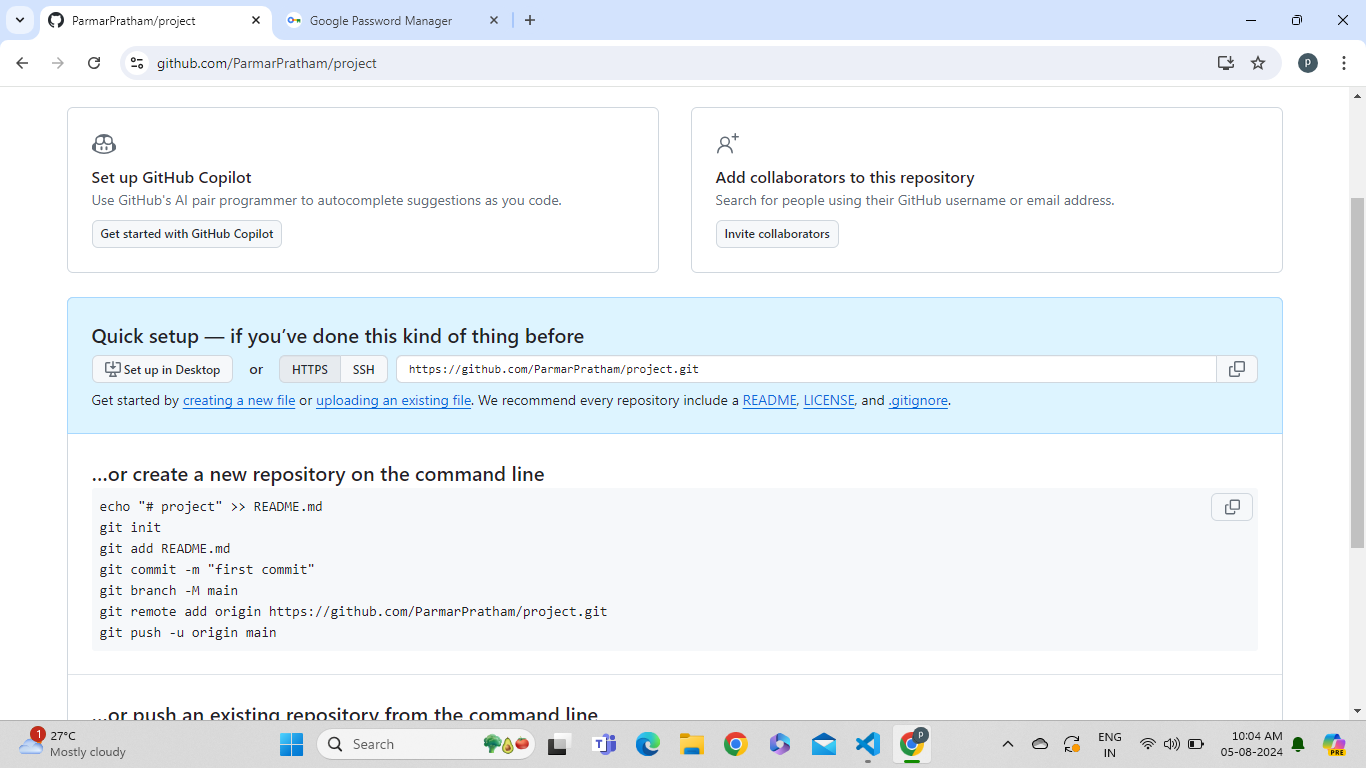 ParmarPratham/project
Google Password Manager
github.com/ParmarPratham/project
P
Set up GitHub Copilot
Use GitHub's AI pair programmer to autocomplete suggestions as you code.
Get started with GitHub Copilot
Add collaborators to this repository
Search for people using their GitHub username or email address.
Invite collaborators
Quick setup — if you’ve done this kind of thing before
Set up in Desktop or HTTPS SSH https://github.com/ParmarPratham/project.git
Get started by creating a new file or uploading an existing file. We recommend every repository include a README, LICENSE, and .gitignore.
…or create a new repository on the command line
echo "# project" >> README.md
git init
git add README.md
git commit -m "first commit"
git branch -M main
git remote add origin https://github.com/ParmarPratham/project.git
git push -u origin main
…or push an existing repository from the command line
1
27°C
Mostly cloudy
Search
P
ENG
IN
10:04 AM
05-08-2024
PRE